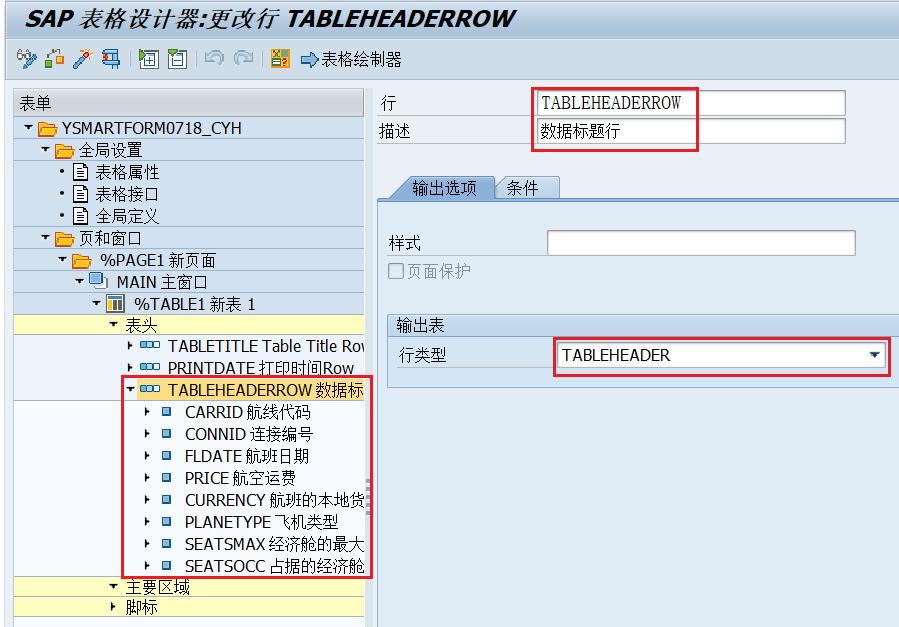 SAP 表格设计器:更改行 TABLEHEADERROW
表格绘制器
表单
YSMARTFORM0718_CYH
全局设置
表格属性
表格接口
全局定义
页和窗口
%PAGE1 新页面
MAIN 主窗口
%TABLE1 新表 1
表头
TABLETITLE Table Title Row
PRINTDATE 打印时间Row
TABLEHEADERROW 数据标
CARRID 航线代码
CONNID 连接编号
FLDATE 航班日期
PRICE 航空运费
CURRENCY 航班的本地货
PLANETYPE 飞机类型
SEATSMAX 经济舱的最大
SEATSOCC 占据的经济舱
主要区域
脚标
行 TABLEHEADERROW
描述 数据标题行
输出选项 条件
样式
页面保护
输出表
行类型 TABLEHEADER